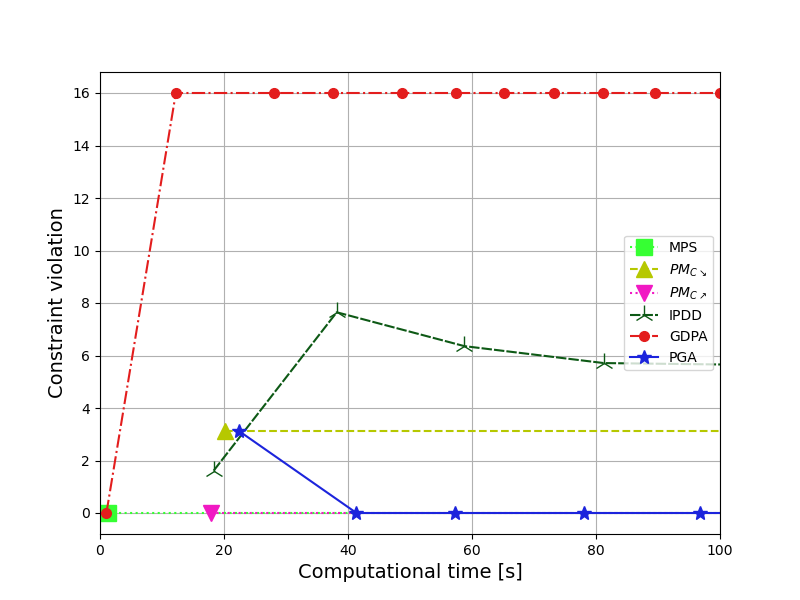 16
14
12
10
8
6
4
2
0
Constraint violation
MPS
PM_{C↘}
PM_{C↗}
IPDD
GDPA
PGA
0 20 40 60 80 100
Computational time [s]